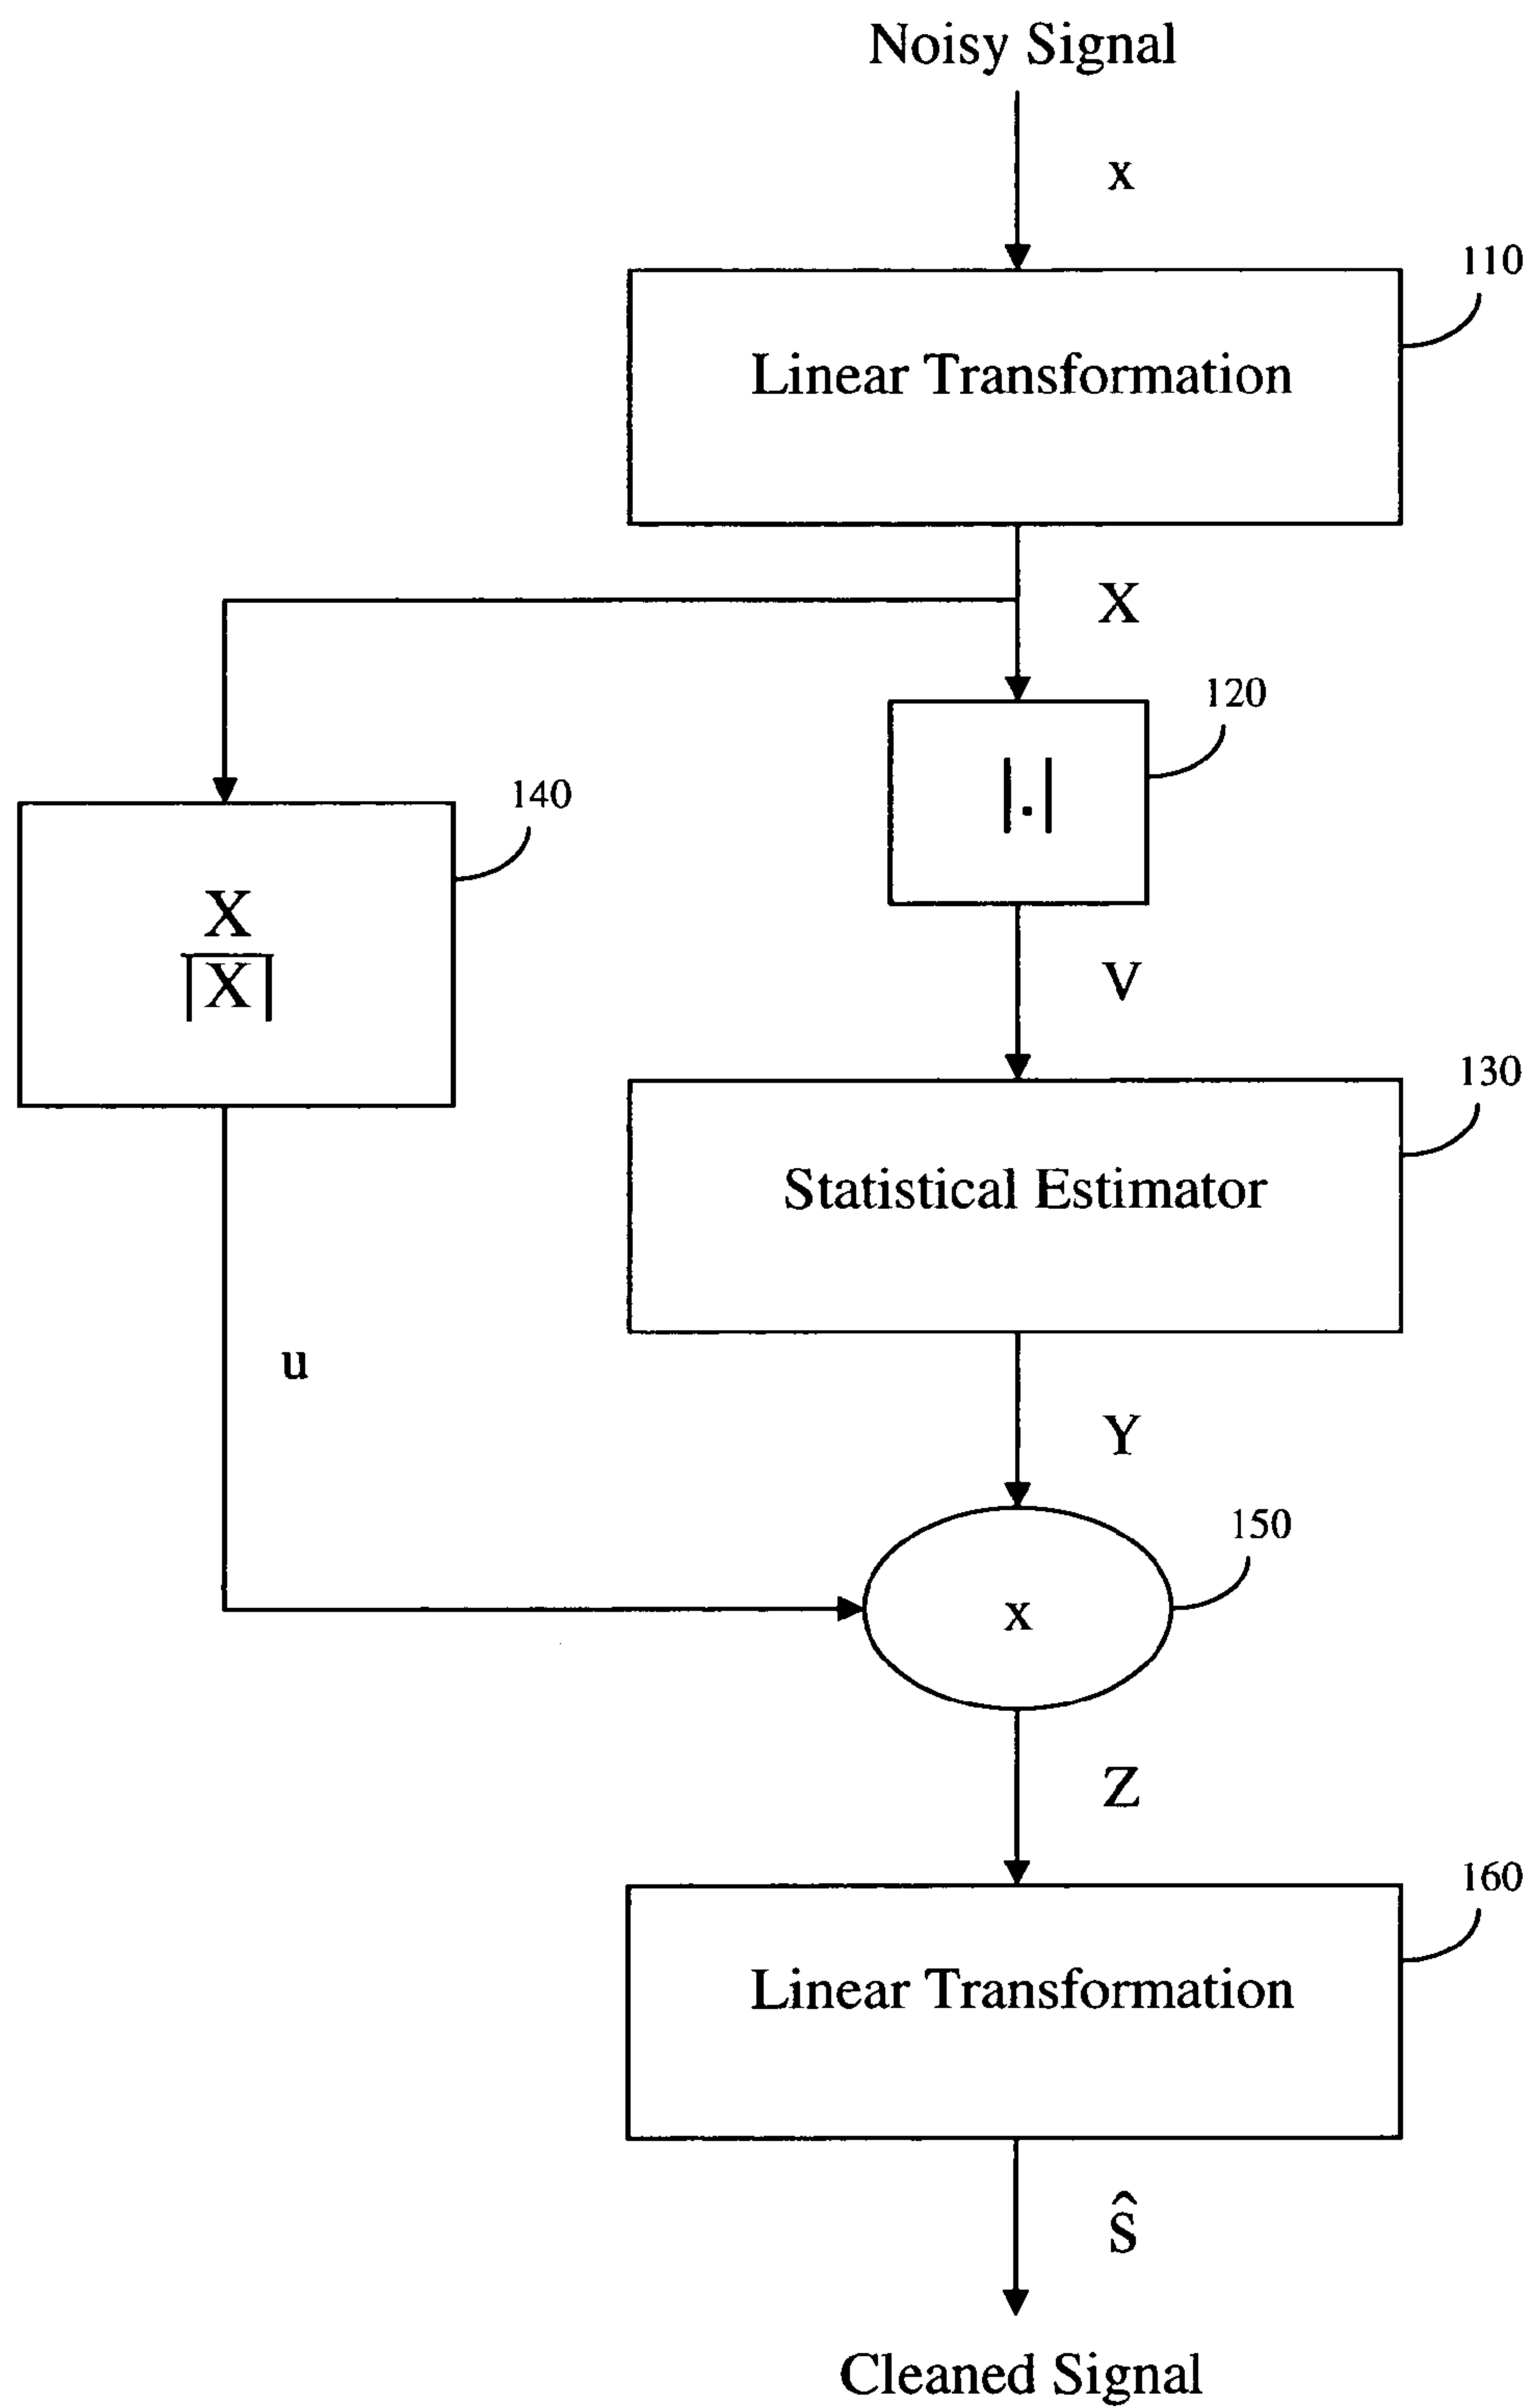 Noisy Signal
x
110
Linear Transformation
X
120
|.|
140
X
|X|
V
130
Statistical Estimator
u
Y
150
x
Z
160
Linear Transformation
Ŝ
Cleaned Signal